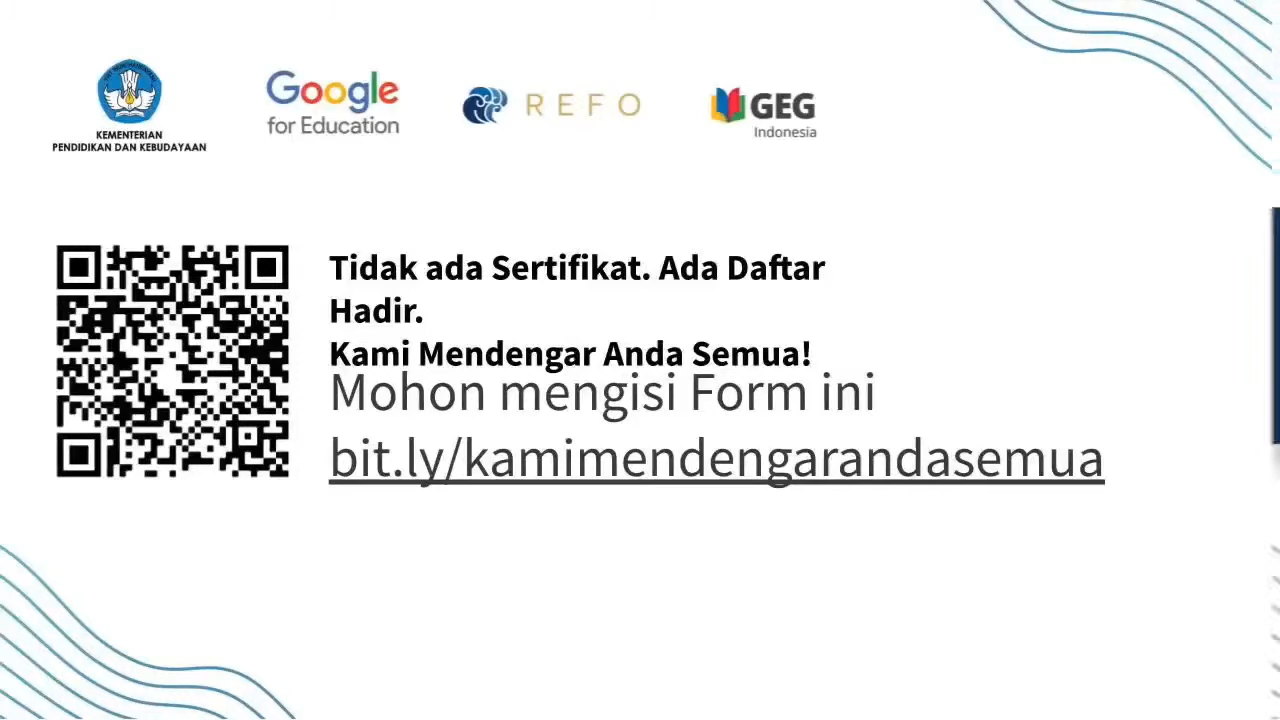 KEMENTERIAN
PENDIDIKAN DAN KEBUDAYAAN
Google
for Education
REFO
GEG
Indonesia
Tidak ada Sertifikat. Ada Daftar
Hadir.
Kami Mendengar Anda Semua!
Mohon mengisi Form ini
bit.ly/kamimendengarandasemua